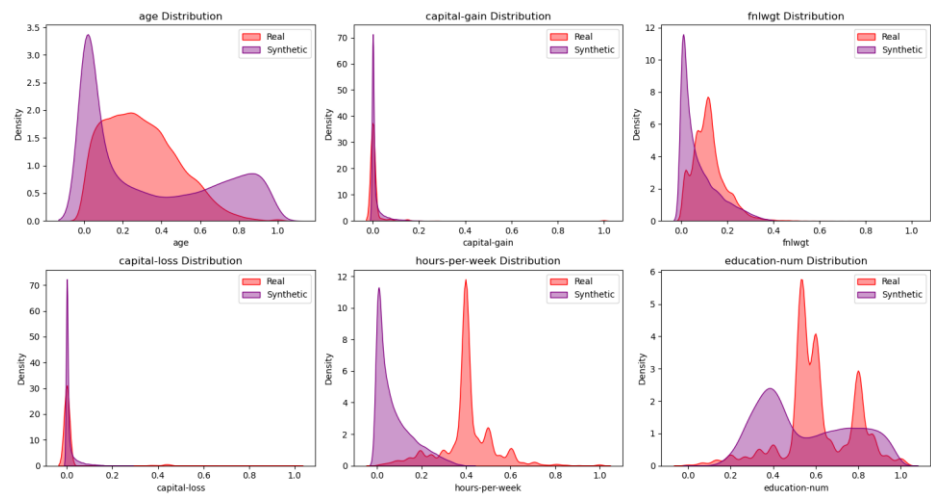 age Distribution
Real
Synthetic
3.5
3.0
2.5
2.0
1.5
1.0
0.5
0.0
Density
0.0 0.2 0.4 0.6 0.8 1.0
age
capital-gain Distribution
Real
Synthetic
70
60
50
40
30
20
10
0
Density
0.0 0.2 0.4 0.6 0.8 1.0
capital-gain
fnlwgt Distribution
Real
Synthetic
12
10
8
6
4
2
0
Density
0.0 0.2 0.4 0.6 0.8 1.0
fnlwgt
capital-loss Distribution
Real
Synthetic
70
60
50
40
30
20
10
0
Density
0.0 0.2 0.4 0.6 0.8 1.0
capital-loss
hours-per-week Distribution
Real
Synthetic
12
10
8
6
4
2
0
Density
0.0 0.2 0.4 0.6 0.8 1.0
hours-per-week
education-num Distribution
Real
Synthetic
6
5
4
3
2
1
0
Density
0.0 0.2 0.4 0.6 0.8 1.0
education-num